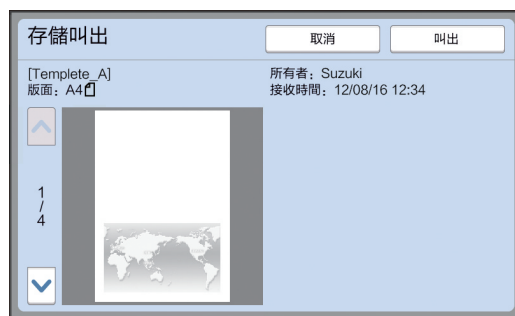 存儲叫出
取消
叫出
[Templete_A]
版面：A4
所有者：Suzuki
接收時間：12/08/16 12:34
1
/
4